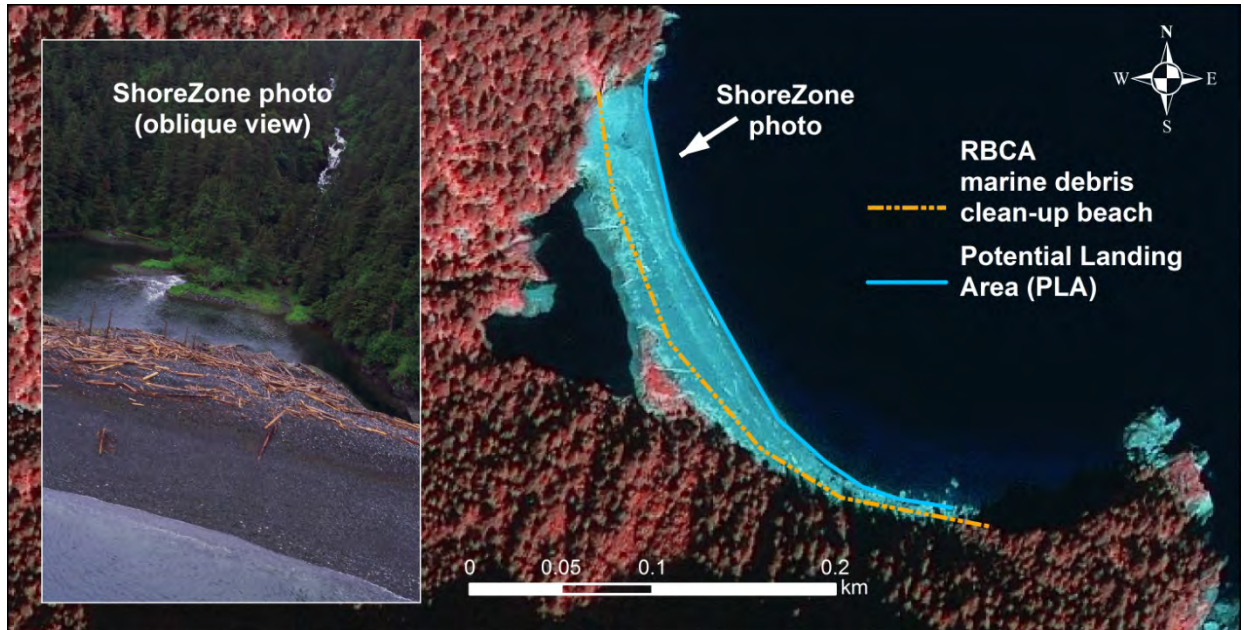 ShoreZone photo
(oblique view)
ShoreZone
photo
N
W E
S
RBCA
marine debris
clean-up beach
Potential Landing
Area (PLA)
0 0.05 0.1 0.2
km